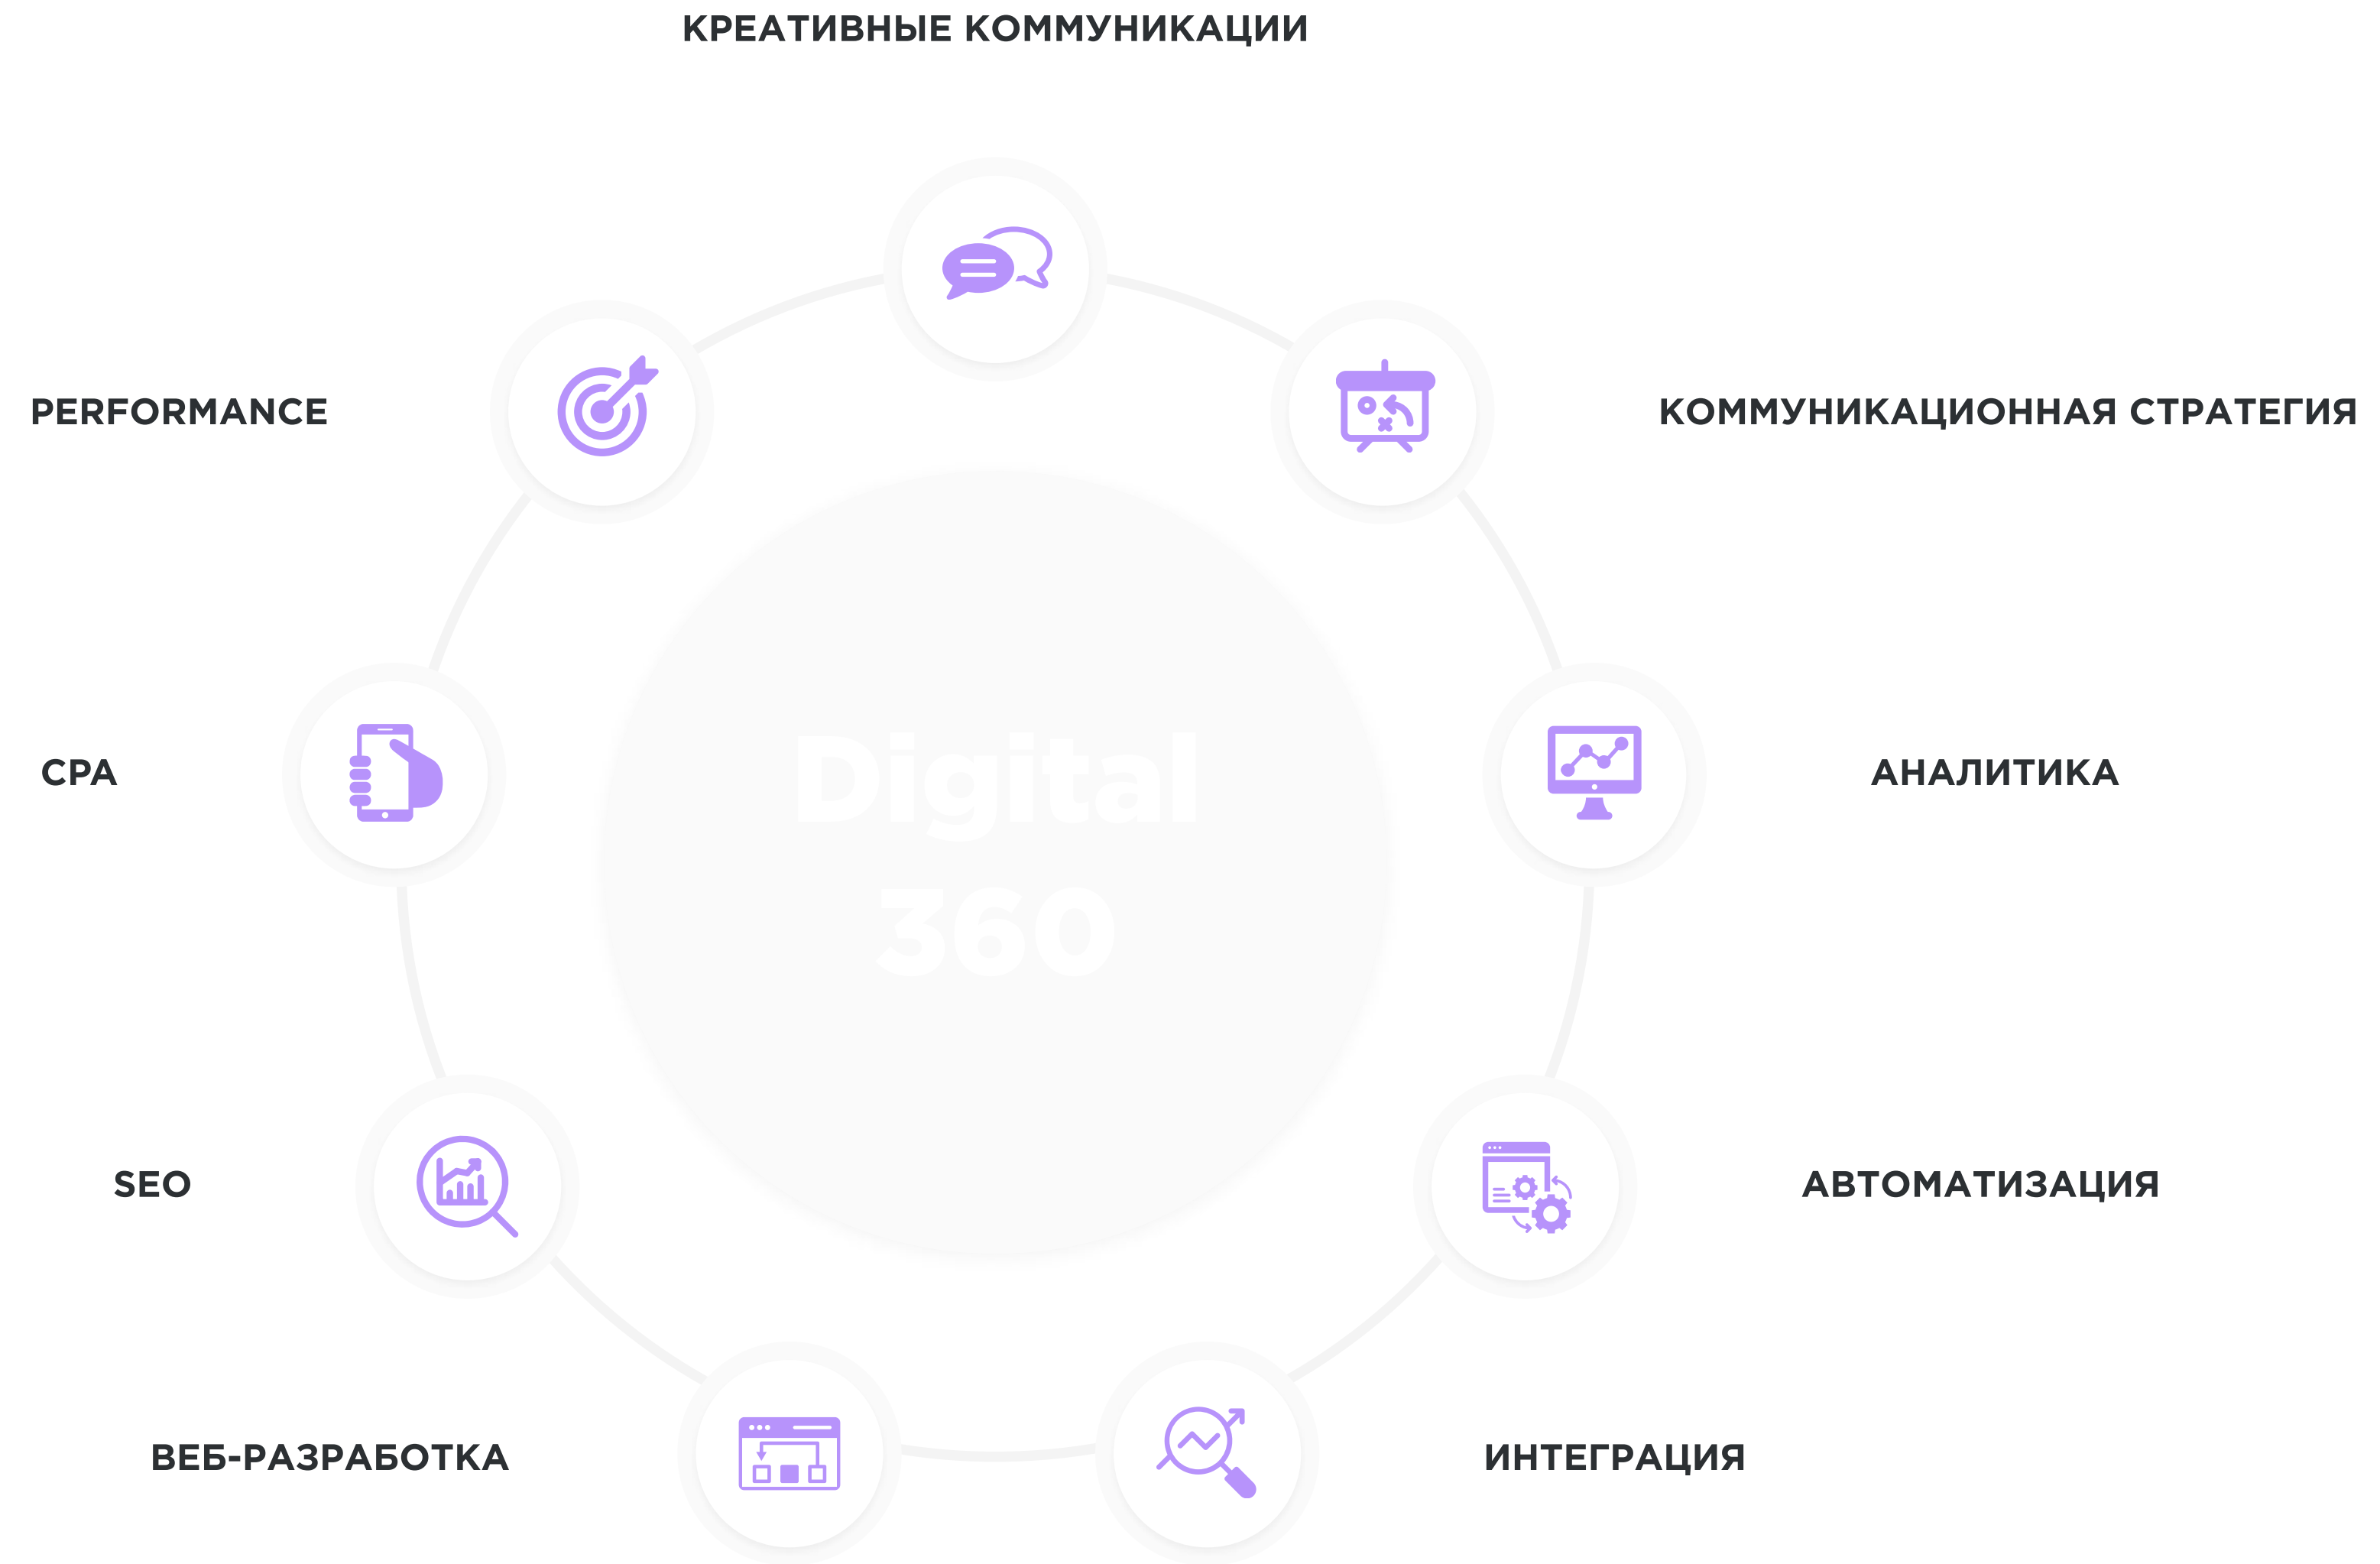 КРЕАТИВНЫЕ КОММУНИКАЦИИ
PERFORMANCE
КОММУНИКАЦИОННАЯ СТРАТЕГИЯ
CPA
АНАЛИТИКА
Digital
360
SEO
АВТОМАТИЗАЦИЯ
ВЕБ-РАЗРАБОТКА
ИНТЕГРАЦИЯ